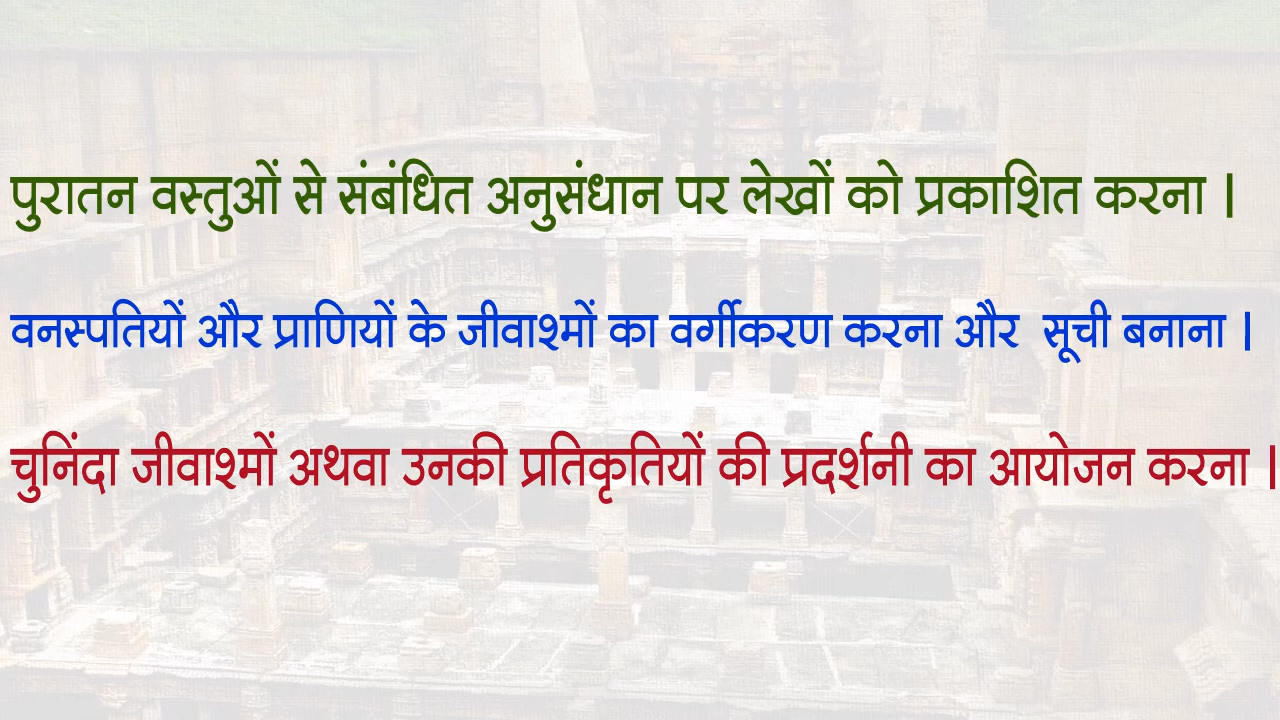 पुरातन वस्तुओं से संबंधित अनुसंधान पर लेखों को प्रकाशित करना |
वनस्पतियों और प्राणियों के जीवाश्मों का वर्गीकरण करना और सूची बनाना |
चुनिंदा जीवाश्मों अथवा उनकी प्रतिकृतियों की प्रदर्शनी का आयोजन करना |